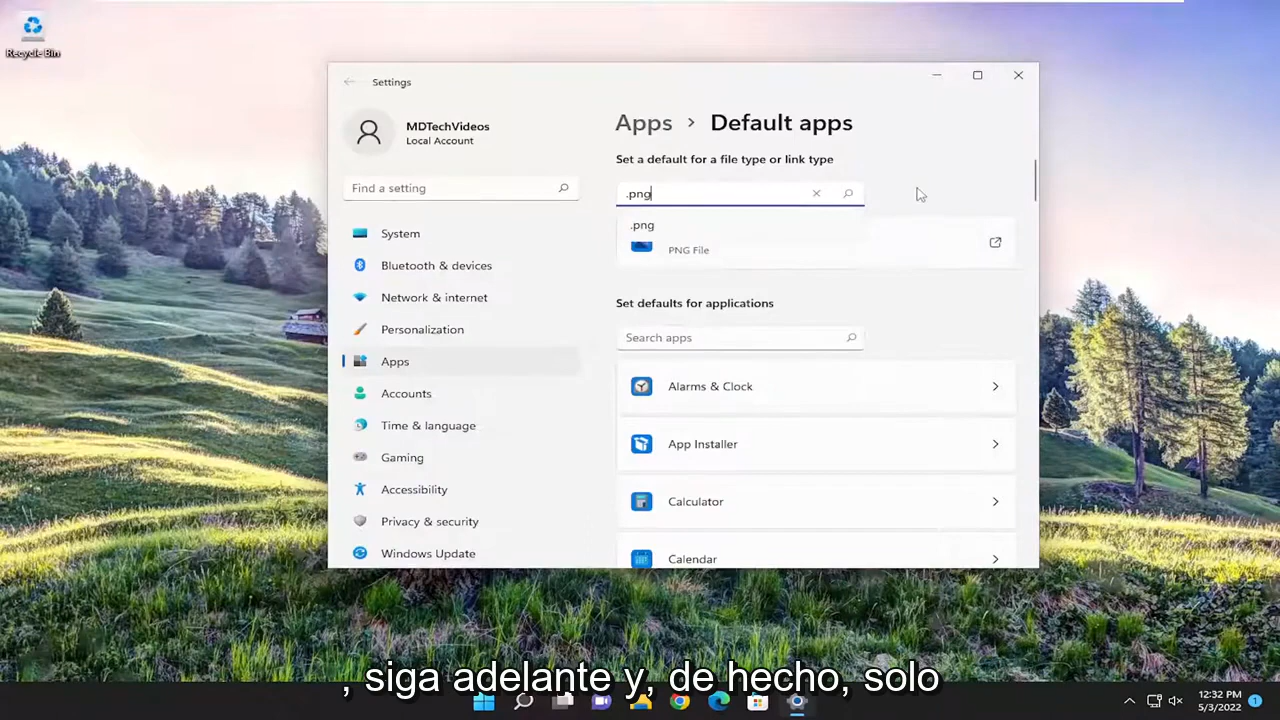 Recycle Bin
Settings
MDTechVideos
Local Account
Find a setting
System
Bluetooth & devices
Network & internet
Personalization
Apps
Accounts
Time & language
Gaming
Accessibility
Privacy & security
Windows Update
Apps › Default apps
Set a default for a file type or link type
.png
.png
PNG File
Set defaults for applications
Search apps
Alarms & Clock
App Installer
Calculator
Calendar
, siga adelante y, de hecho, solo
12:32 PM
5/3/2022
1